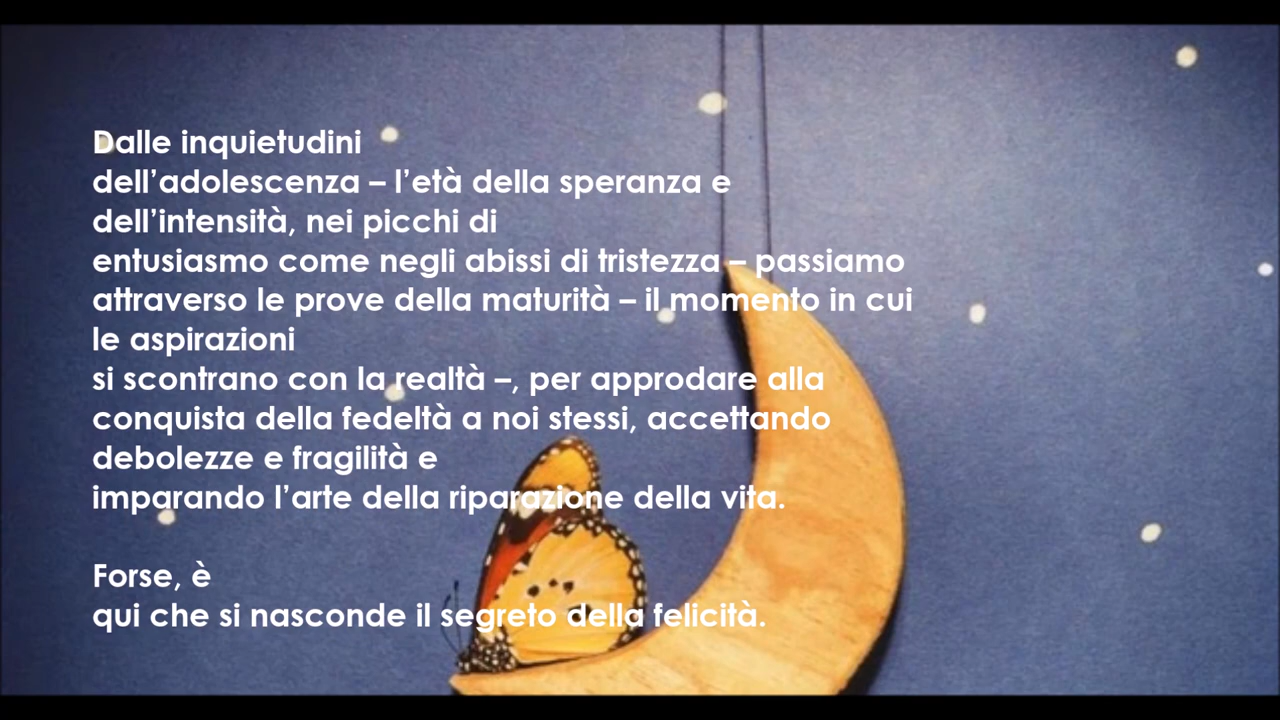 Dalle inquietudini
dell’adolescenza – l’età della speranza e
dell’intensità, nei picchi di
entusiasmo come negli abissi di tristezza – passiamo
attraverso le prove della maturità – il momento in cui
le aspirazioni
si scontrano con la realtà –, per approdare alla
conquista della fedeltà a noi stessi, accettando
debolezze e fragilità e
imparando l’arte della riparazione della vita.
Forse, è
qui che si nasconde il segreto della felicità.